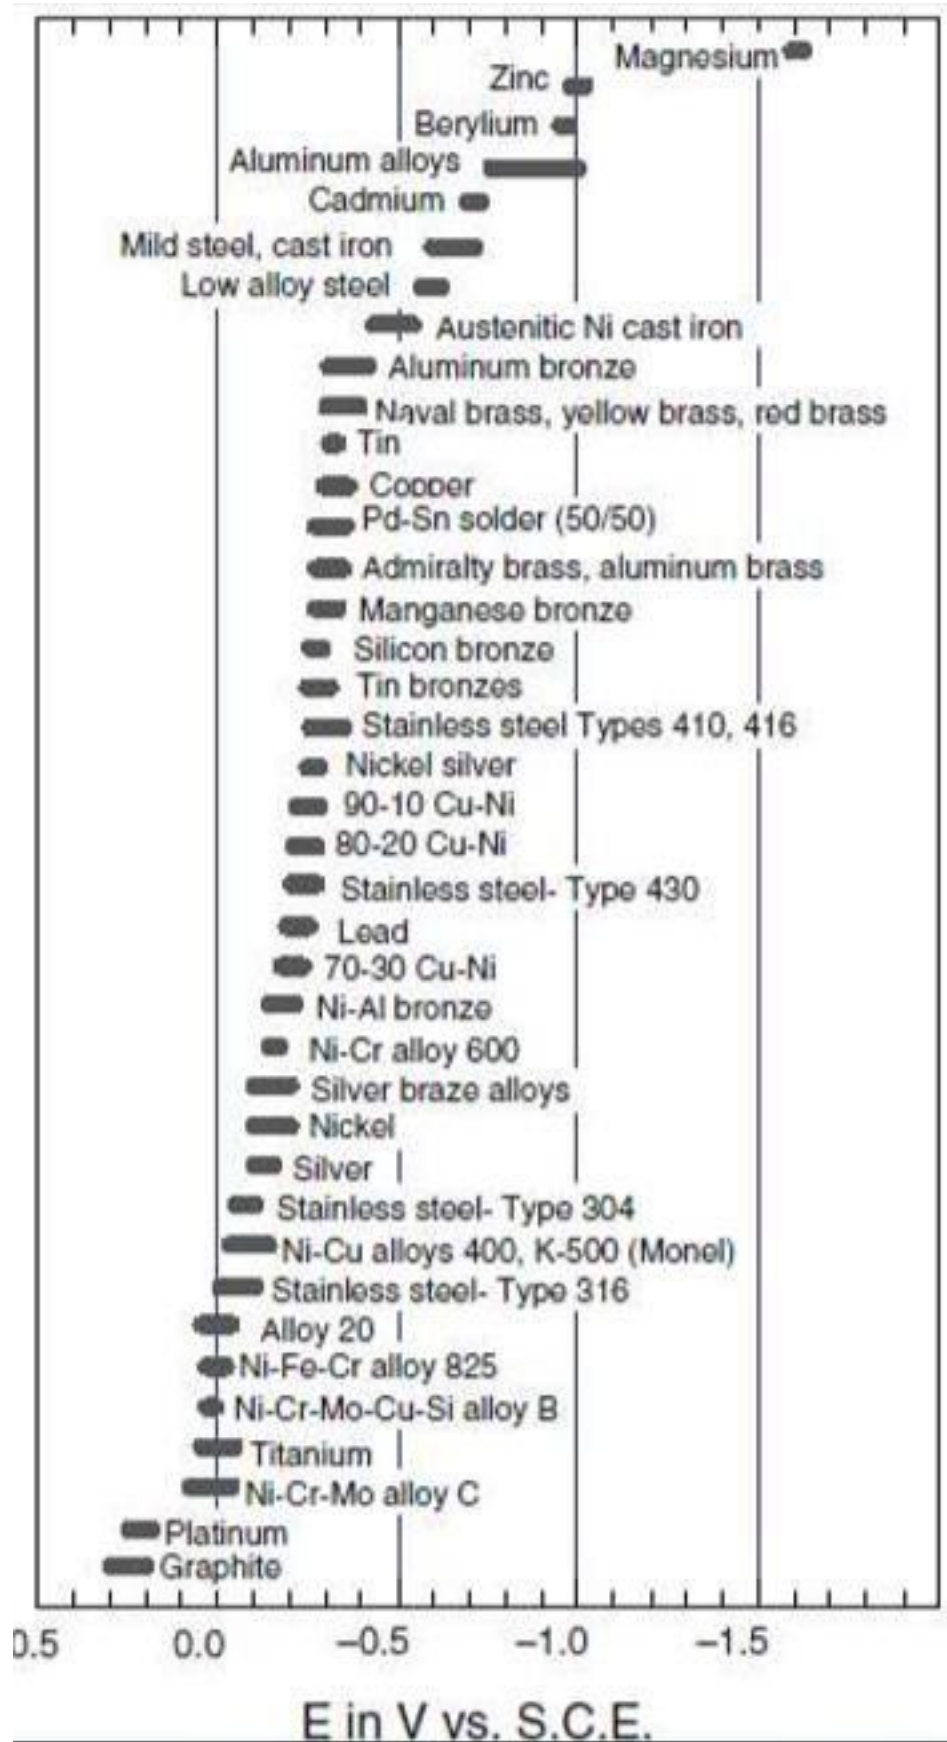 Magnesium
Zinc
Berylium
Aluminum alloys
Cadmium
Mild steel, cast iron
Low alloy steel
Austenitic Ni cast iron
Aluminum bronze
Naval brass, yellow brass, red brass
Tin
Copper
Pd-Sn solder (50/50)
Admiralty brass, aluminum brass
Manganese bronze
Silicon bronze
Tin bronzes
Stainless steel Types 410, 416
Nickel silver
90-10 Cu-Ni
80-20 Cu-Ni
Stainless steel- Type 430
Lead
70-30 Cu-Ni
Ni-Al bronze
Ni-Cr alloy 600
Silver braze alloys
Nickel
Silver
Stainless steel- Type 304
Ni-Cu alloys 400, K-500 (Monel)
Stainless steel- Type 316
Alloy 20
Ni-Fe-Cr alloy 825
Ni-Cr-Mo-Cu-Si alloy B
Titanium
Ni-Cr-Mo alloy C
Platinum
Graphite
0.5 0.0 −0.5 −1.0 −1.5
E in V vs. S.C.E.